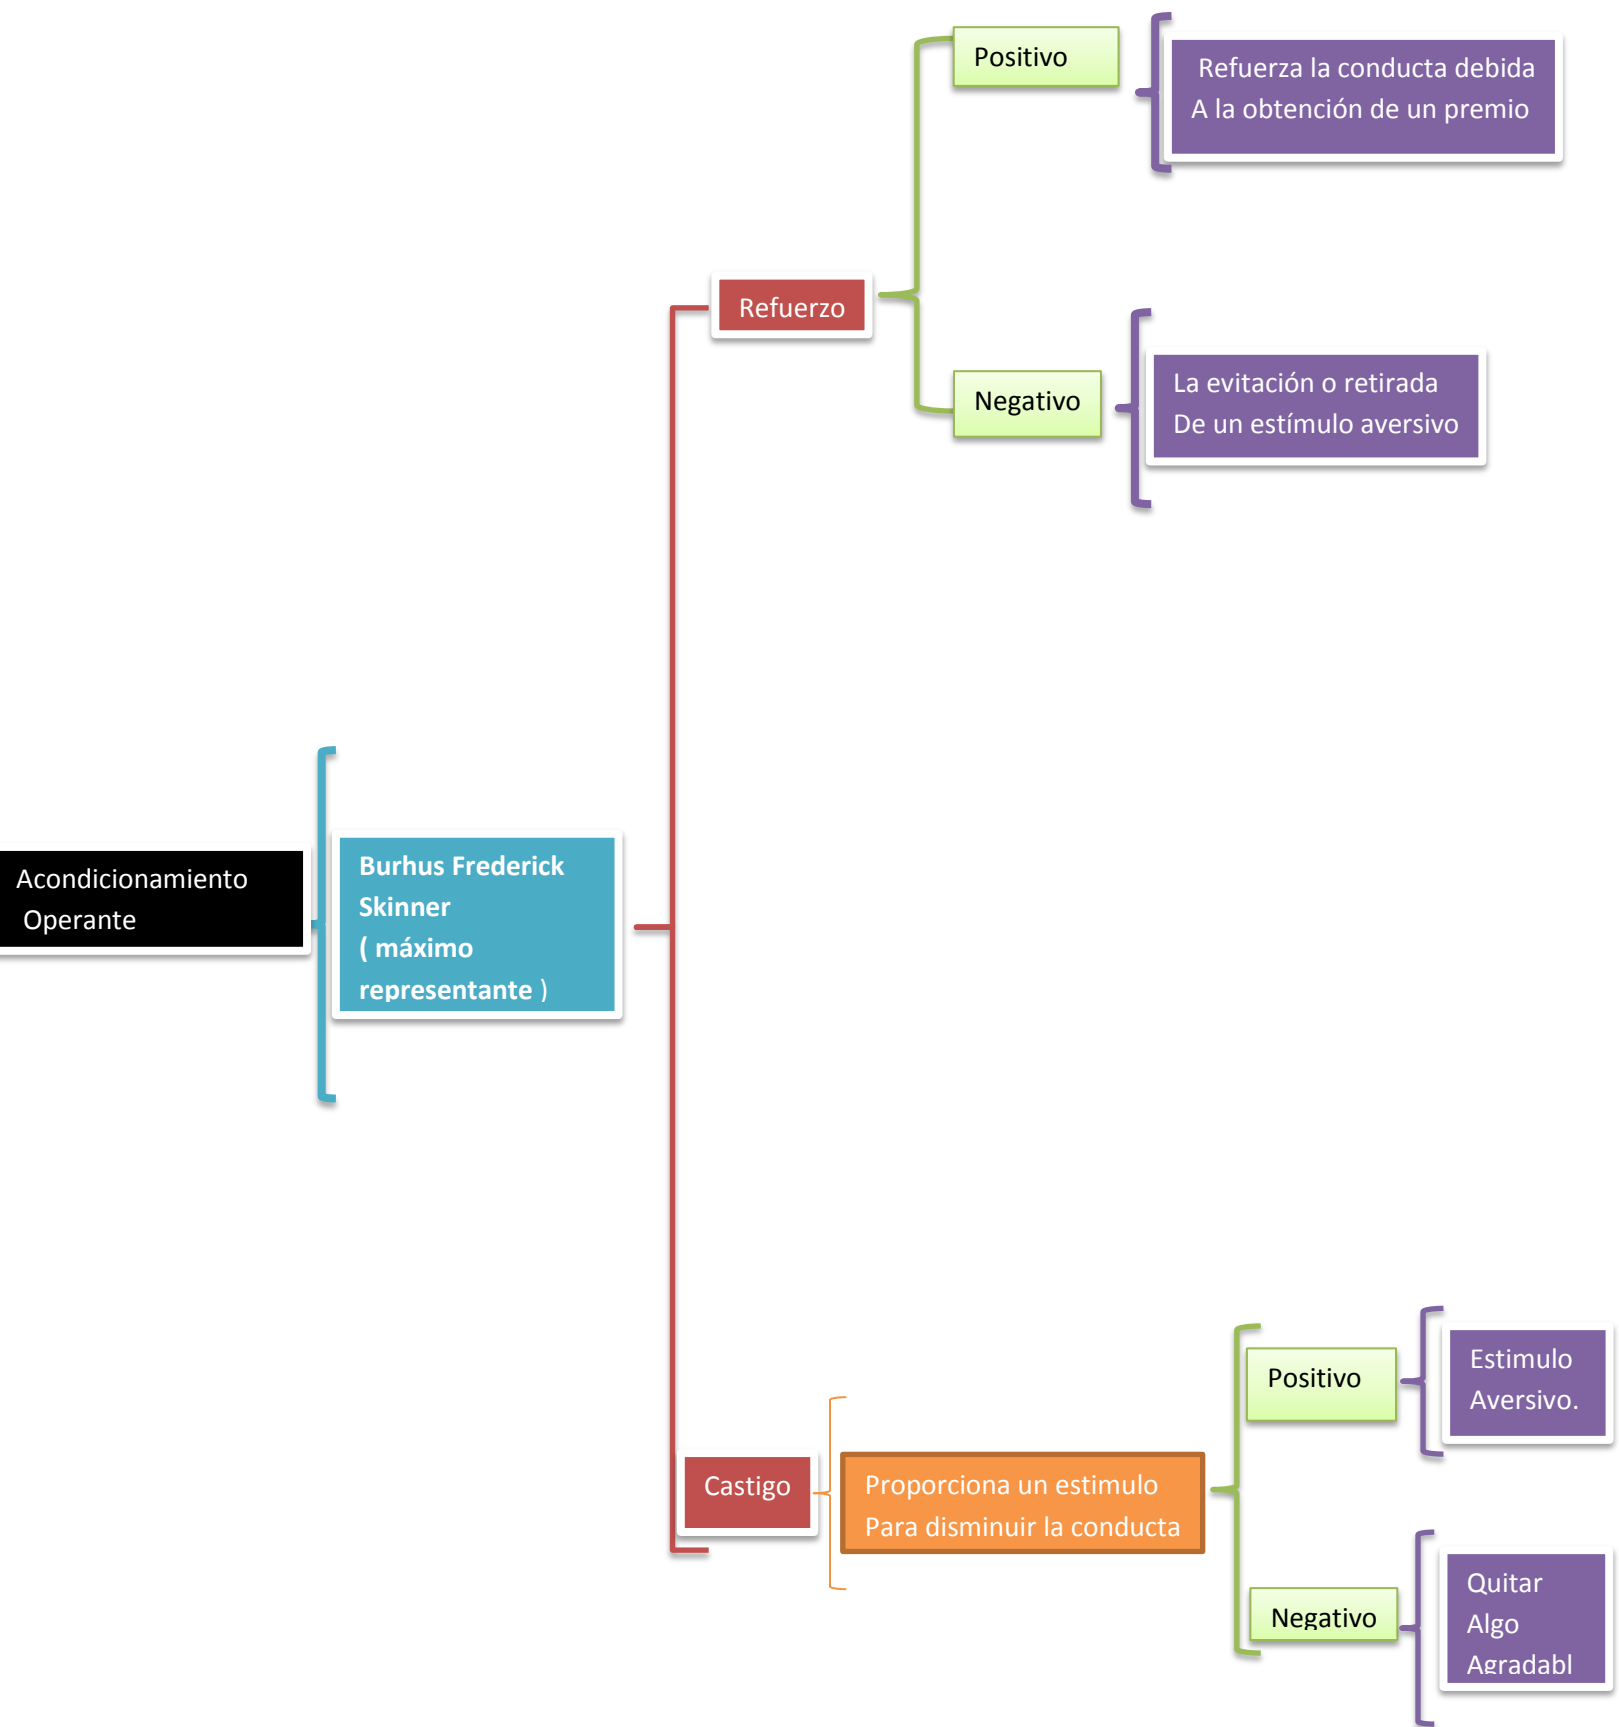 Positivo
Refuerza la conducta debida
A la obtención de un premio
Refuerzo
Negativo
La evitación o retirada
De un estímulo aversivo
Acondicionamiento
Operante
Burhus Frederick
Skinner
( máximo
representante )
Castigo
Proporciona un estimulo
Para disminuir la conducta
Positivo
Estimulo
Aversivo.
Negativo
Quitar
Algo
Agradabl